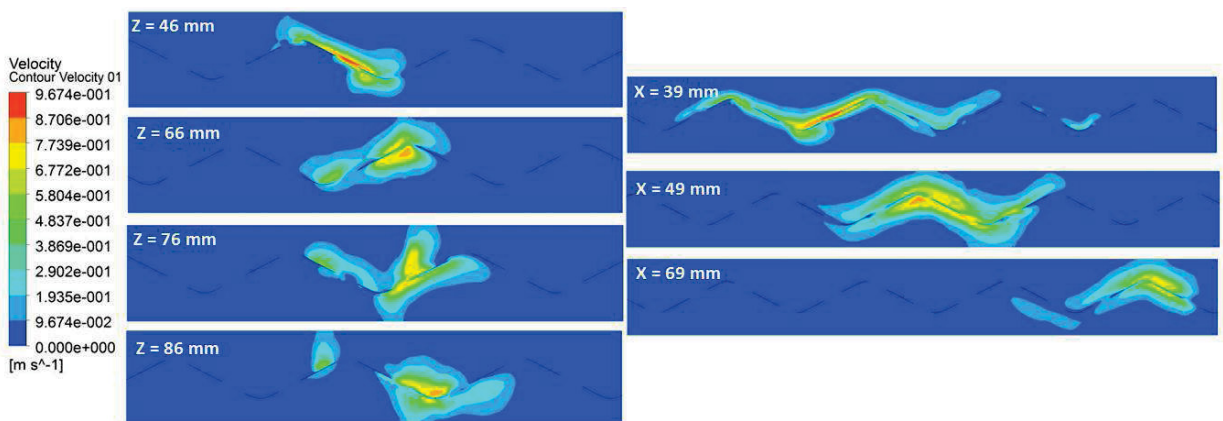 Velocity
Contour Velocity 01
9.674e-001
8.706e-001
7.739e-001
6.772e-001
5.804e-001
4.837e-001
3.869e-001
2.902e-001
1.935e-001
9.674e-002
0.000e+000
[m s^-1]
Z = 46 mm
Z = 66 mm
Z = 76 mm
Z = 86 mm
X = 39 mm
X = 49 mm
X = 69 mm